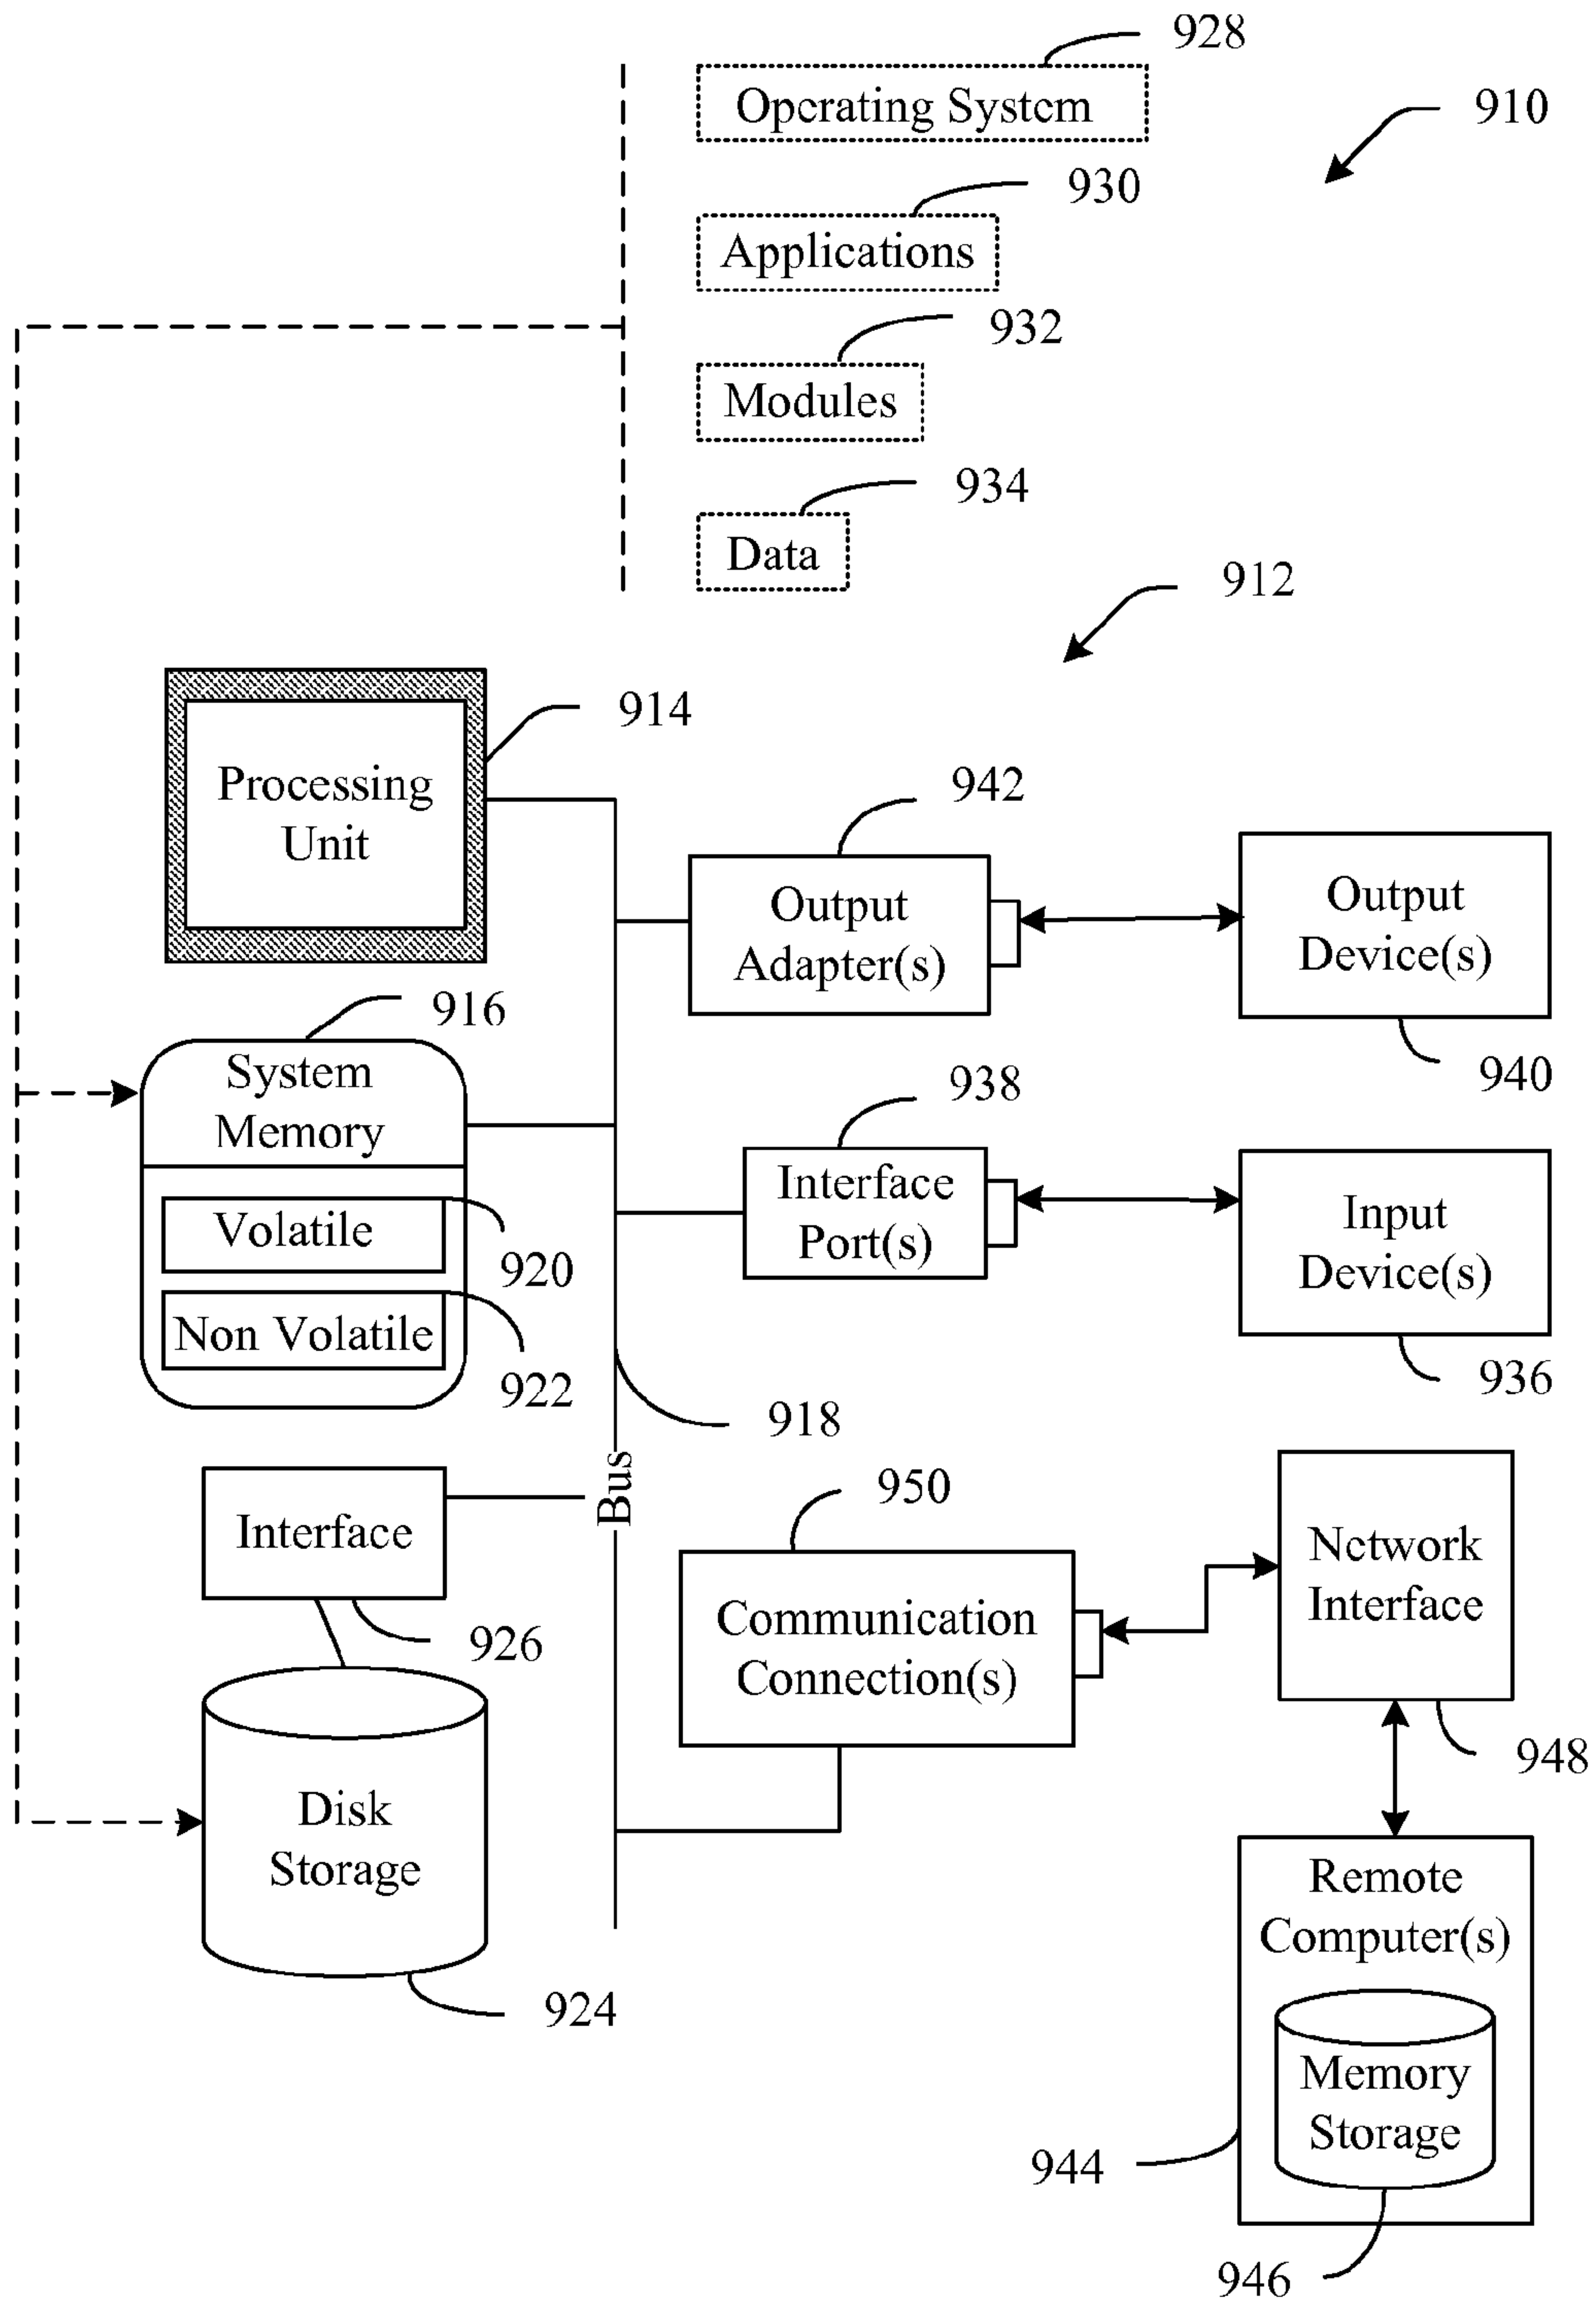 928
Operating System
910
930
Applications
932
Modules
934
Data
912
914
Processing
Unit
942
Output
Adapter(s)
Output
Device(s)
940
916
System
Memory
938
Interface
Port(s)
Input
Device(s)
936
Volatile
920
Non Volatile
922
918
Bus
950
Communication
Connection(s)
Network
Interface
948
Interface
926
Disk
Storage
924
Remote
Computer(s)
Memory
Storage
944
946